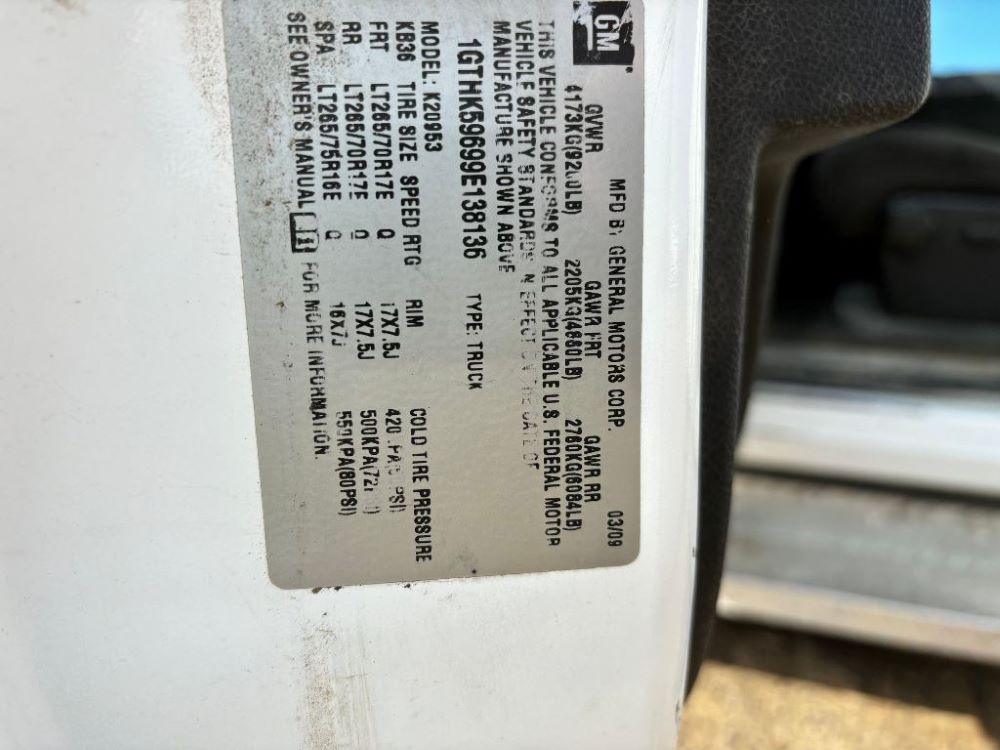 GM
MFD BY GENERAL MOTORS CORP. 03/09
GVWR GAWR FRT GAWR RR
4173KG(9200LB) 2205KG(4860LB) 2760KG(6084LB)
THIS VEHICLE CONFORMS TO ALL APPLICABLE U.S. FEDERAL MOTOR
VEHICLE SAFETY STANDARDS IN EFFECT ON THE DATE OF
MANUFACTURE SHOWN ABOVE
1GTHK59699E138136 TYPE: TRUCK
MODEL: K20953
KB36 TIRE SIZE SPEED RTG RIM COLD TIRE PRESSURE
FRT LT265/70R17E Q 17X7.5J
RR LT265/70R17E Q 17X7.5J 500KPA(72
SPA LT265/75R16E Q 16X7J 550KPA(80PSI)
SEE OWNER'S MANUAL FOR MORE INFORMATION.